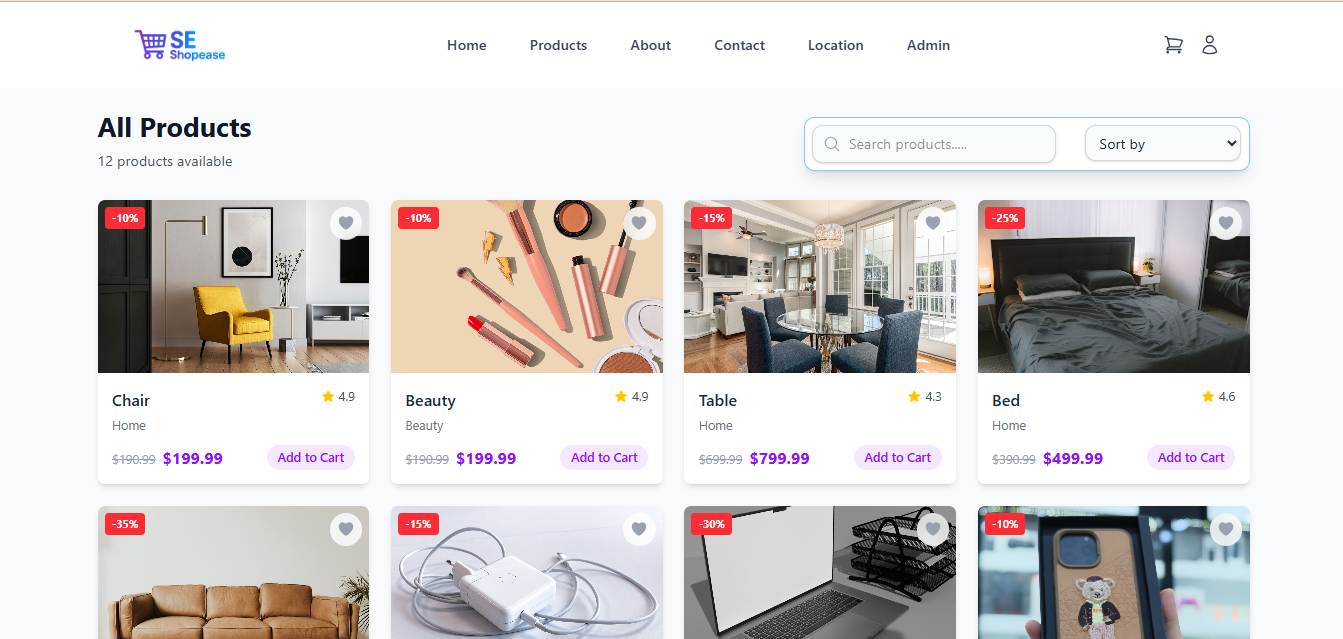 SE
Shopease
Home
Products
About
Contact
Location
Admin
All Products
12 products available
Search products.....
Sort by
-10%
-10%
-15%
-25%
Chair
4.9
Home
$190.99 $199.99
Add to Cart
Beauty
4.9
Beauty
$190.99 $199.99
Add to Cart
Table
4.3
Home
$699.99 $799.99
Add to Cart
Bed
4.6
Home
$390.99 $499.99
Add to Cart
-35%
-15%
-30%
-10%